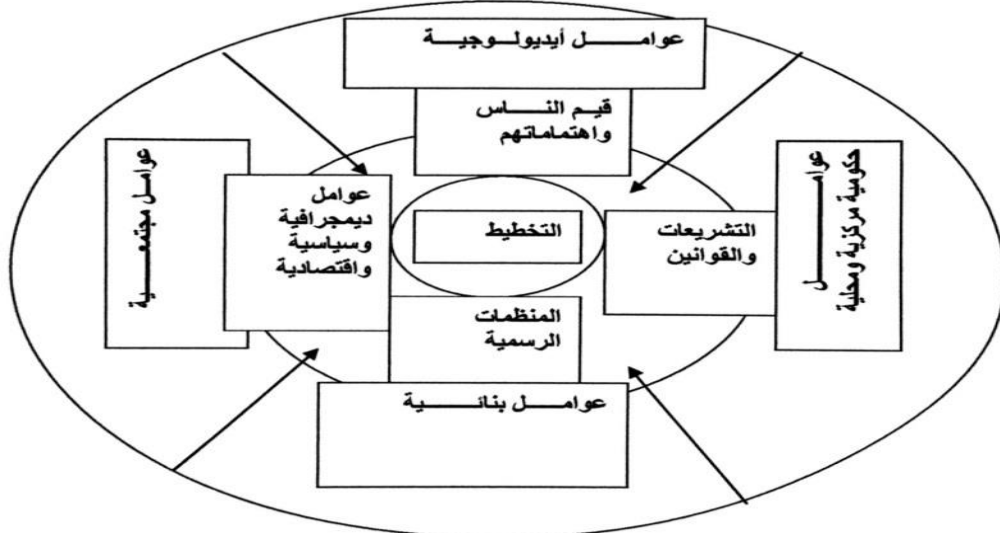 عوامل أيديولوجية
قيم الناس
واهتماماتهم
عوامل
حكومية مركزية ومحلية
التشريعات
والقوانين
التخطيط
عوامل
ديمجرافية
وسياسية
واقتصادية
عوامل مجتمعية
المنظمات
الرسمية
عوامل بنائية